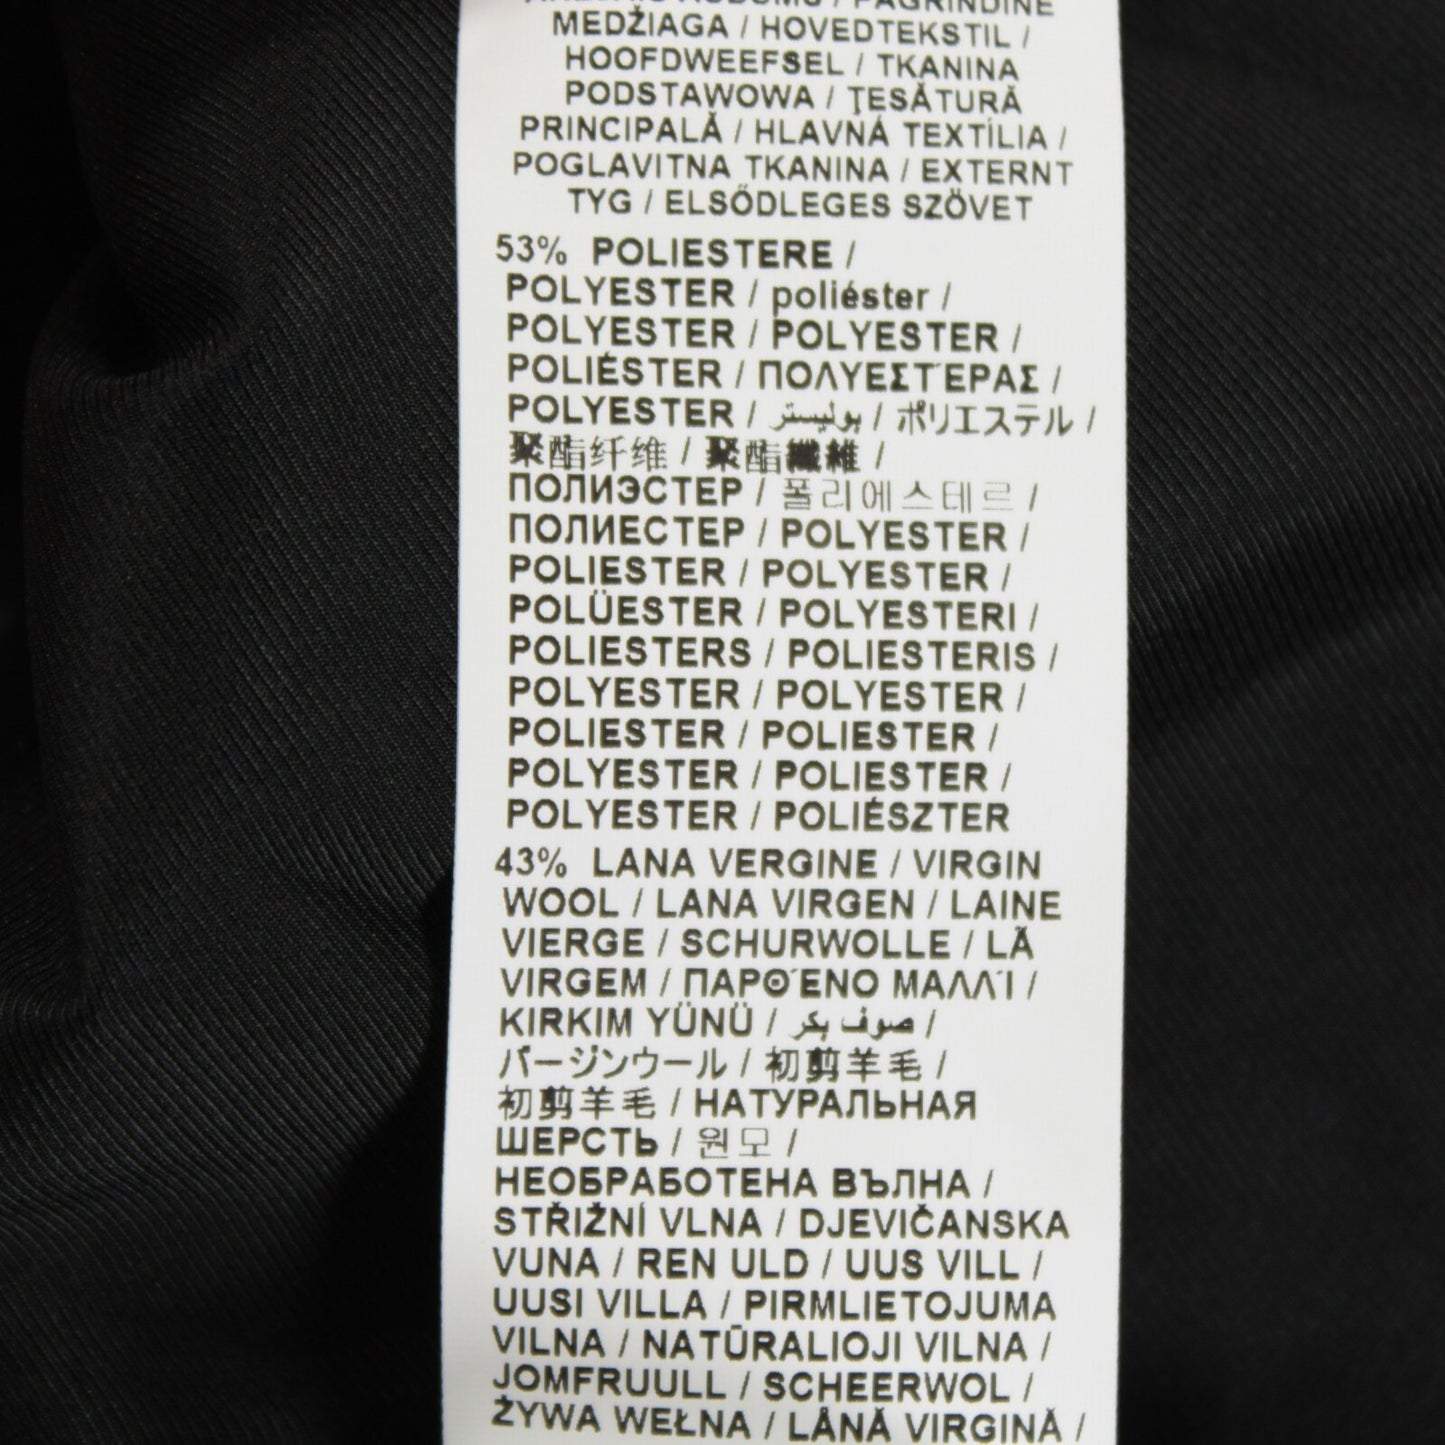 / PAGRINDINĖ
MEDŽIAGA / HOVEDTEKSTIL /
HOOFDWEEFSEL / TKANINA
PODSTAWOWA / ŢESĂTURĂ
PRINCIPALĂ / HLAVNÁ TEXTÍLIA /
POGLAVITNA TKANINA / EXTERNT
TYG / ELSŐDLEGES SZÖVET
53% POLIESTERE /
POLYESTER / poliéster /
POLYESTER / POLYESTER /
POLIÉSTER / ΠΟΛΥΕΣΤΈΡΑΣ /
POLYESTER / بوليستر / ポリエステル /
聚酯纤维 / 聚酯纖維 /
ПОЛИЭСТЕР / 폴리에스테르 /
ПОЛИЕСТЕР / POLYESTER /
POLIESTER / POLYESTER /
POLÜESTER / POLYESTERI /
POLIESTERS / POLIESTERIS /
POLYESTER / POLYESTER /
POLIESTER / POLIESTER /
POLYESTER / POLIESTER /
POLYESTER / POLIÉSZTER
43% LANA VERGINE / VIRGIN
WOOL / LANA VIRGEN / LAINE
VIERGE / SCHURWOLLE / LÃ
VIRGEM / ΠΑΡΘΈΝΟ ΜΑΛΛΊ /
KIRKIM YÜNÜ / صوف بكر /
バージンウール / 初剪羊毛 /
初剪羊毛 / НАТУРАЛЬНАЯ
ШЕРСТЬ / 원모 /
НЕОБРАБОТЕНА ВЪЛНА /
STŘIŽNÍ VLNA / DJEVIČANSKA
VUNA / REN ULD / UUS VILL /
UUSI VILLA / PIRMLIETOJUMA
VILNA / NATŪRALIOJI VILNA /
JOMFRUULL / SCHEERWOL /
ŻYWA WEŁNA / LÂNĂ VIRGINĂ /